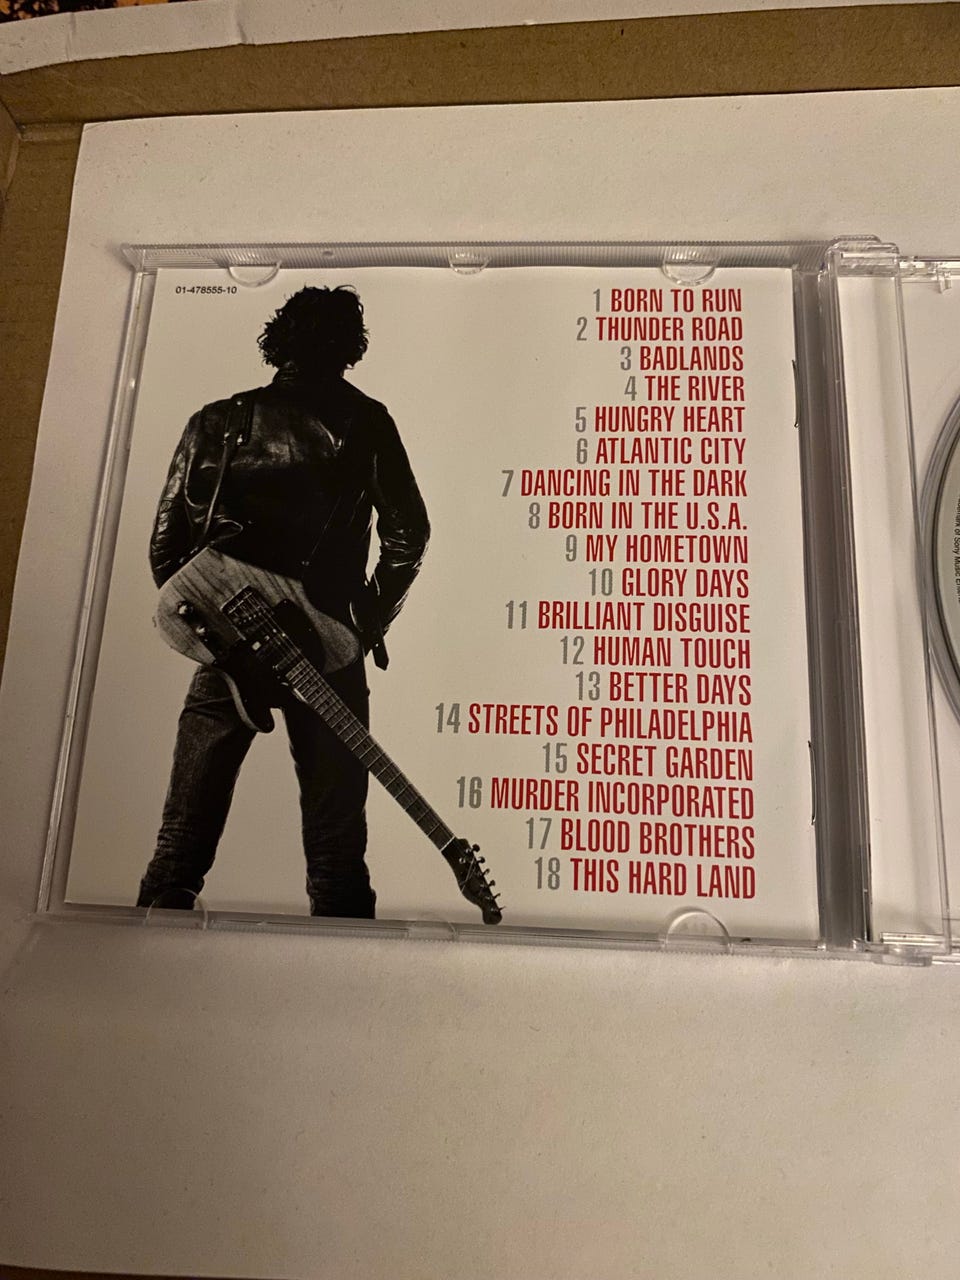 01-478555-10
1 BORN TO RUN
2 THUNDER ROAD
3 BADLANDS
4 THE RIVER
5 HUNGRY HEART
6 ATLANTIC CITY
7 DANCING IN THE DARK
8 BORN IN THE U.S.A.
9 MY HOMETOWN
10 GLORY DAYS
11 BRILLIANT DISGUISE
12 HUMAN TOUCH
13 BETTER DAYS
14 STREETS OF PHILADELPHIA
15 SECRET GARDEN
16 MURDER INCORPORATED
17 BLOOD BROTHERS
18 THIS HARD LAND
of Sony Music